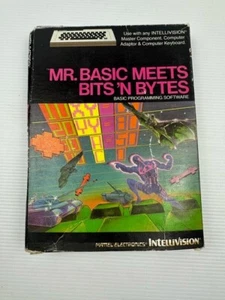 Use with any INTELLIVISION
Master Component, Computer
Adaptor & Computer Keyboard
MR. BASIC MEETS
BITS 'N BYTES
BASIC PROGRAMMING SOFTWARE
MATTEL ELECTRONICS® INTELLIVISION